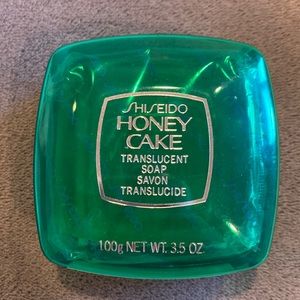 SHISEIDO
HONEY
CAKE
TRANSLUCENT
SOAP
SAVON
TRANSLUCIDE
100g NET WT. 3.5 OZ.